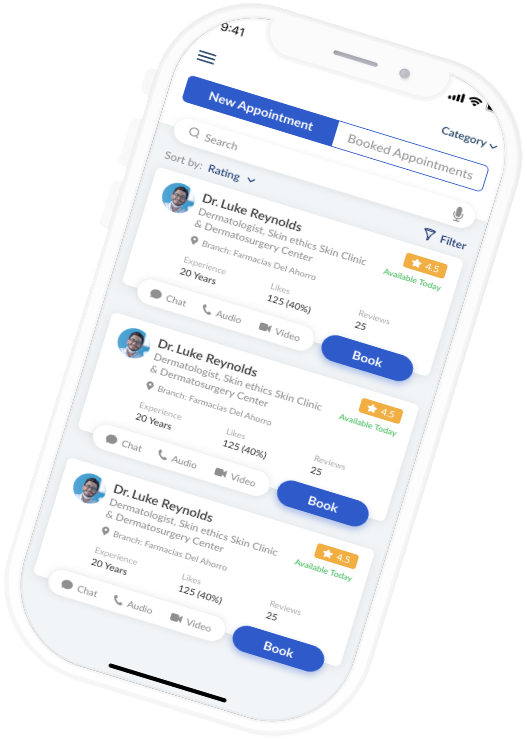 9:41
New Appointment
Booked Appointments
Category
Search
Sort by: Rating
Filter
Dr. Luke Reynolds
4.5
Dermatologist, Skin ethics Skin Clinic
& Dermatosurgery Center
Available Today
Branch: Farmacias Del Ahorro
Experience
Likes
Reviews
20 Years
125 (40%)
25
Chat
Audio
Video
Book
Dr. Luke Reynolds
4.5
Dermatologist, Skin ethics Skin Clinic
& Dermatosurgery Center
Available Today
Branch: Farmacias Del Ahorro
Experience
Likes
Reviews
20 Years
125 (40%)
25
Chat
Audio
Video
Book
Dr. Luke Reynolds
4.5
Dermatologist, Skin ethics Skin Clinic
& Dermatosurgery Center
Available Today
Branch: Farmacias Del Ahorro
Experience
Likes
Reviews
20 Years
125 (40%)
25
Chat
Audio
Video
Book